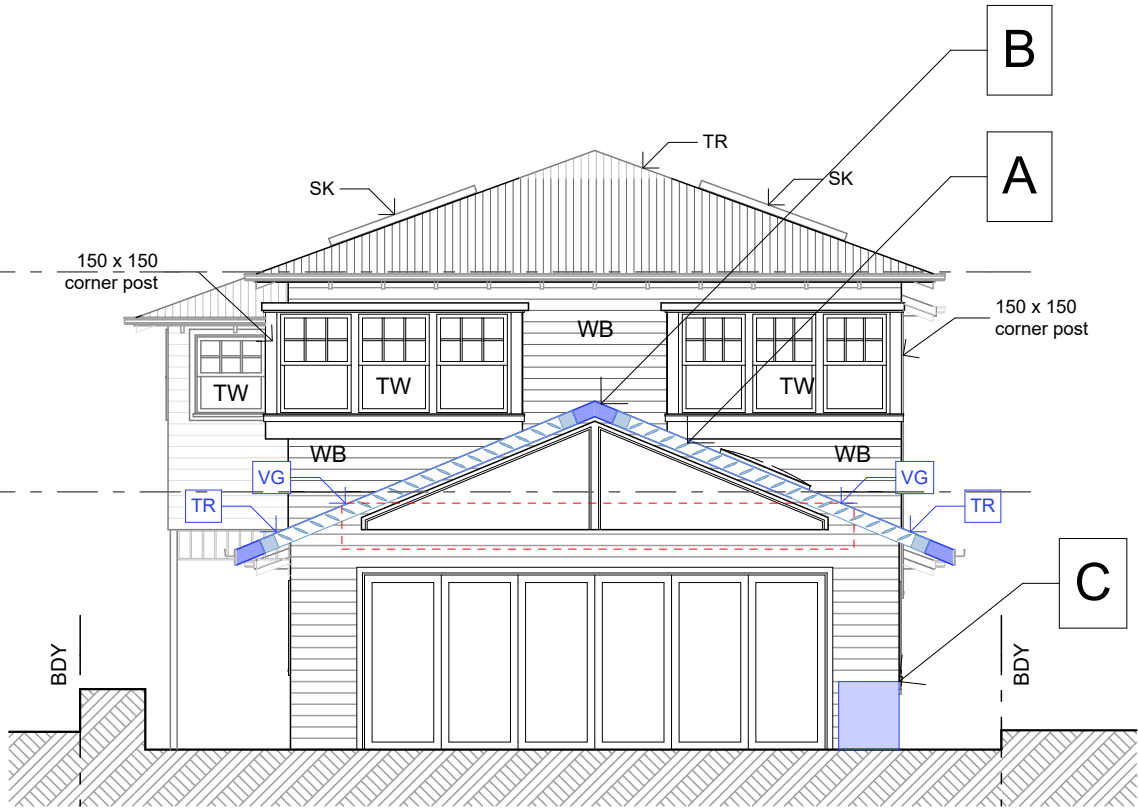 B
TR
A
SK
SK
150 x 150
corner post
150 x 150
corner post
WB
TW
TW
TW
WB
WB
VG
VG
TR
TR
C
BDY
BDY